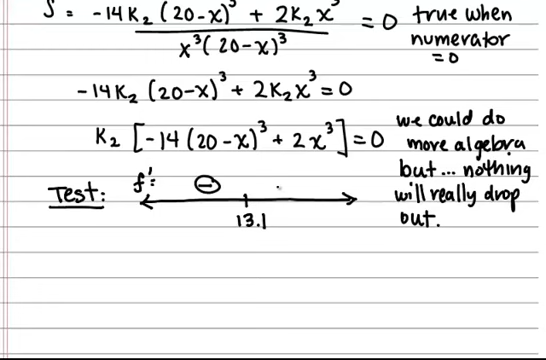 S' = -14K₂(20-x)³ + 2K₂x³ / x³(20-x)³ = 0 true when numerator = 0
-14K₂(20-x)³ + 2K₂x³ = 0
K₂[-14(20-x)³ + 2x³] = 0
we could do
more algebra
but... nothing
will really drop
out.
Test: f': ⊖
13.1